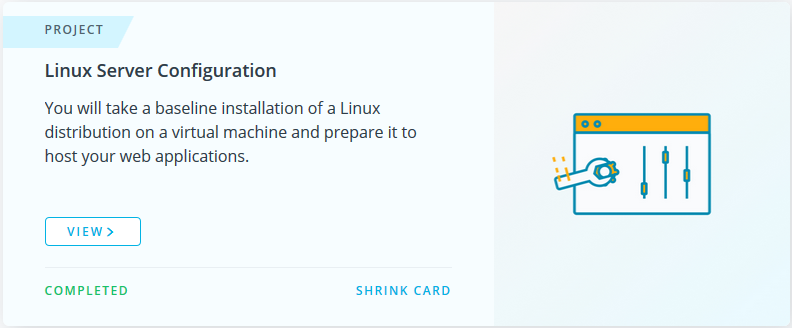 PROJECT
Linux Server Configuration
You will take a baseline installation of a Linux
distribution on a virtual machine and prepare it to
host your web applications.
VIEW
COMPLETED
SHRINK CARD